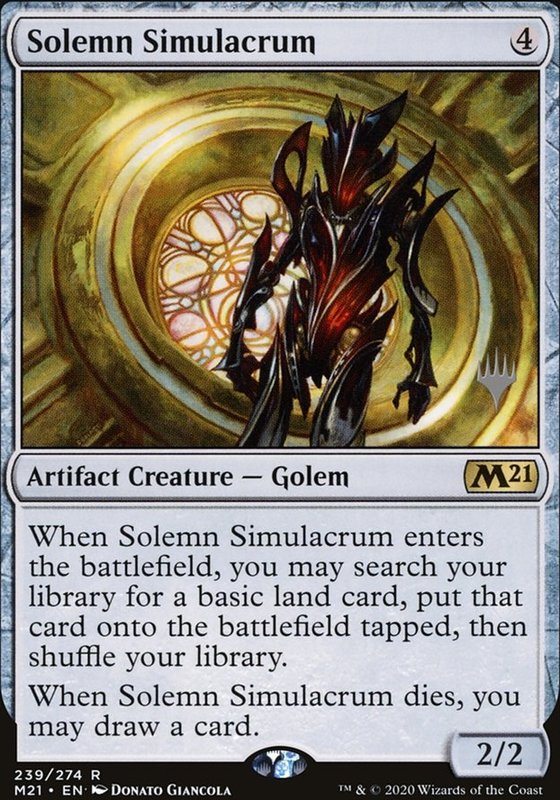 Solemn Simulacrum 4
Artifact Creature — Golem M21
When Solemn Simulacrum enters
the battlefield, you may search your
library for a basic land card, put that
card onto the battlefield tapped, then
shuffle your library.
When Solemn Simulacrum dies, you
may draw a card.
2/2
239/274 R
M21 • EN DONATO GIANCOLA
™ & © 2020 Wizards of the Coast